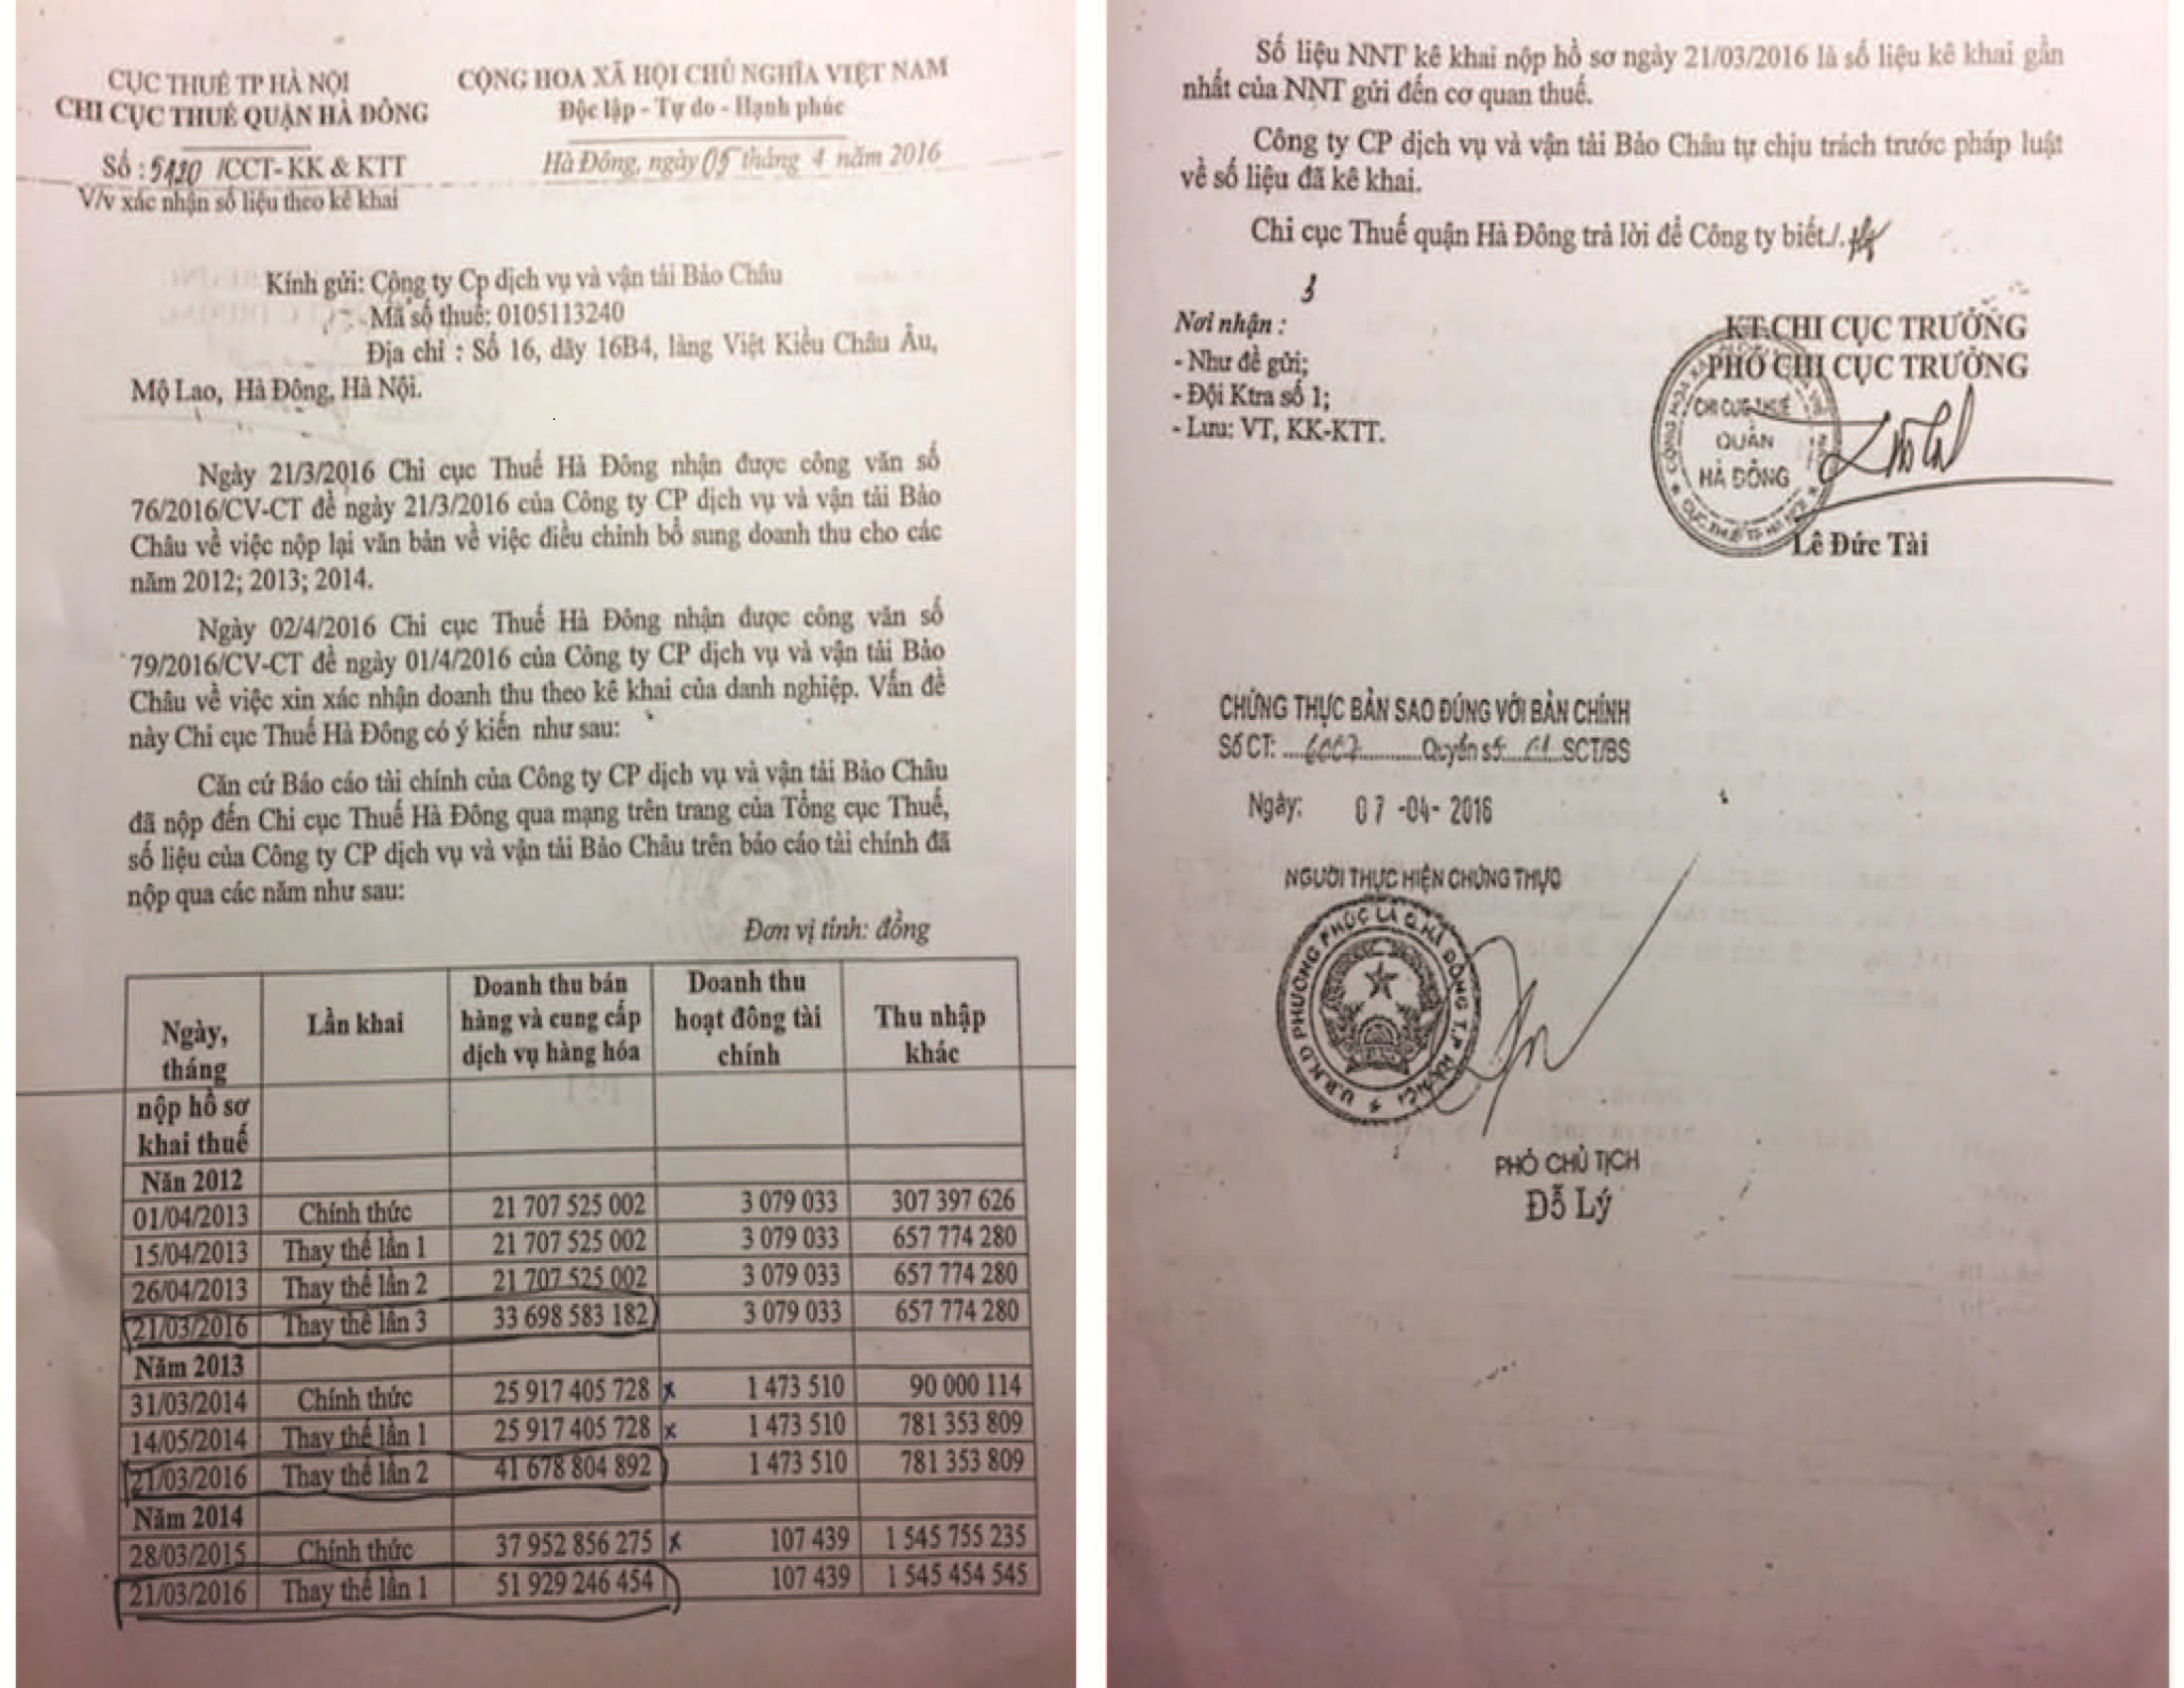 CỤC THUẾ TP HÀ NỘI
CHI CỤC THUẾ QUẬN HÀ ĐÔNG
Số : /CCT- KK & KTT
V/v xác nhận số liệu theo kê khai
CỘNG HOA XÃ HỘI CHỦ NGHĨA VIỆT NAM
Độc lập - Tự do - Hạnh phúc
Hà Đông, ngày 05 tháng 4 năm 2016
Kính gửi: Công ty Cp dịch vụ và vận tải Bảo Châu
Mã số thuế: 0105113240
Địa chỉ : Số 16, dãy 16B4, làng Việt Kiều Châu Âu,
Mộ Lao, Hà Đông, Hà Nội.
Ngày 21/3/2016 Chi cục Thuế Hà Đông nhận được công văn số
76/2016/CV-CT đề ngày 21/3/2016 của Công ty CP dịch vụ và vận tải Bảo
Châu về việc nộp lại văn bản về việc điều chỉnh bổ sung doanh thu cho các
năm 2012; 2013; 2014.
Ngày 02/4/2016 Chi cục Thuế Hà Đông nhận được công văn số
79/2016/CV-CT đề ngày 01/4/2016 của Công ty CP dịch vụ và vận tải Bảo
Châu về việc xin xác nhận doanh thu theo kê khai của danh nghiệp. Vấn đề
này Chi cục Thuế Hà Đông có ý kiến như sau:
Căn cứ Báo cáo tài chính của Công ty CP dịch vụ và vận tải Bảo Châu
đã nộp đến Chi cục Thuế Hà Đông qua mạng trên trang của Tổng cục Thuế,
số liệu của Công ty CP dịch vụ và vận tải Bảo Châu trên báo cáo tài chính đã
nộp qua các năm như sau:
Đơn vị tính: đồng
Ngày, tháng nộp hồ sơ khai thuế
Lần khai
Doanh thu bán hàng và cung cấp dịch vụ hàng hóa
Doanh thu hoạt đông tài chính
Thu nhập khác
Năn 2012
01/04/2013 Chính thức 21 707 525 002 3 079 033 307 397 626
15/04/2013 Thay thế lần 1 21 707 525 002 3 079 033 657 774 280
26/04/2013 Thay thế lần 2 21 707 525 002 3 079 033 657 774 280
21/03/2016 Thay thế lần 3 33 698 583 182 3 079 033 657 774 280
Năm 2013
31/03/2014 Chính thức 25 917 405 728 x 1 473 510 90 000 114
14/05/2014 Thay thế lần 1 25 917 405 728 x 1 473 510 781 353 809
21/03/2016 Thay thế lần 2 41 678 804 892 1 473 510 781 353 809
Năm 2014
28/03/2015 Chính thức 37 952 856 275 x 107 439 1 545 755 235
21/03/2016 Thay thế lần 1 51 929 246 454 107 439 1 545 454 545
Số liệu NNT kê khai nộp hồ sơ ngày 21/03/2016 là số liệu kê khai gần
nhất của NNT gửi đến cơ quan thuế.
Công ty CP dịch vụ và vận tải Bảo Châu tự chịu trách trước pháp luật
về số liệu đã kê khai.
Chi cục Thuế quận Hà Đông trả lời để Công ty biết./.
3
Nơi nhận :
- Như đề gửi;
- Đội Ktra số 1;
- Lưu: VT, KK-KTT.
KT.CHI CỤC TRƯỞNG
PHÓ CHI CỤC TRƯỞNG
CHI CỤC THUẾ
QUẬN
HÀ ĐÔNG
CỤC THUẾ TP HÀ NỘI
Lê Đức Tài
CHỨNG THỰC BẢN SAO ĐÚNG VỚI BẢN CHÍNH
Số CT: Quyển số: 01 SCT/BS
Ngày: 07 -04- 2016
NGƯỜI THỰC HIỆN CHỨNG THỰC
U.B.N.D PHƯỜNG PHÚC LA Q.HÀ ĐÔNG T.P HÀ NỘI
PHÓ CHỦ TỊCH
Đỗ Lý